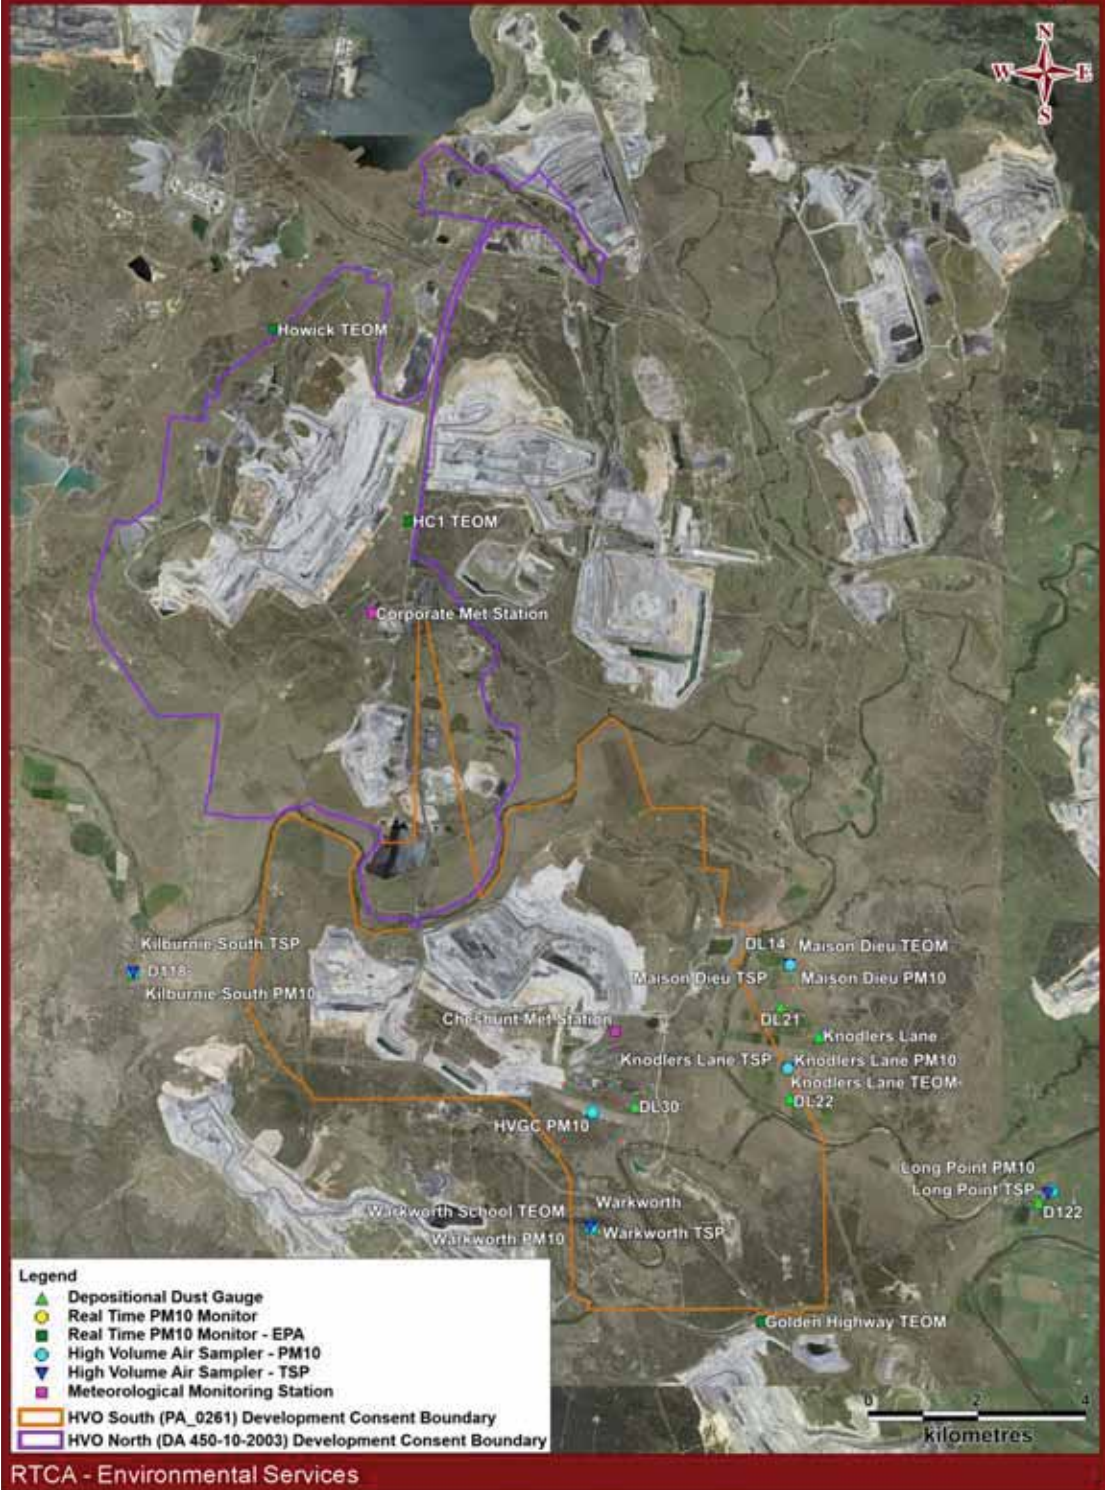 N
W E
S
Howick TEOM
HC1 TEOM
Corporate Met Station
Kilburnie South TSP
D118
Kilburnie South PM10
DL14
Maison Dieu TEOM
Maison Dieu TSP
Maison Dieu PM10
DL21
Cheshunt Met Station
Knodlers Lane
Knodlers Lane TSP
Knodlers Lane PM10
Knodlers Lane TEOM
DL22
DL30
HVGC PM10
Long Point PM10
Long Point TSP
D122
Warkworth
Warkworth School TEOM
Warkworth TSP
Warkworth PM10
Golden Highway TEOM
Legend
Depositional Dust Gauge
Real Time PM10 Monitor
Real Time PM10 Monitor - EPA
High Volume Air Sampler - PM10
High Volume Air Sampler - TSP
Meteorological Monitoring Station
HVO South (PA_0261) Development Consent Boundary
HVO North (DA 450-10-2003) Development Consent Boundary
0 2 4
kilometres
RTCA - Environmental Services